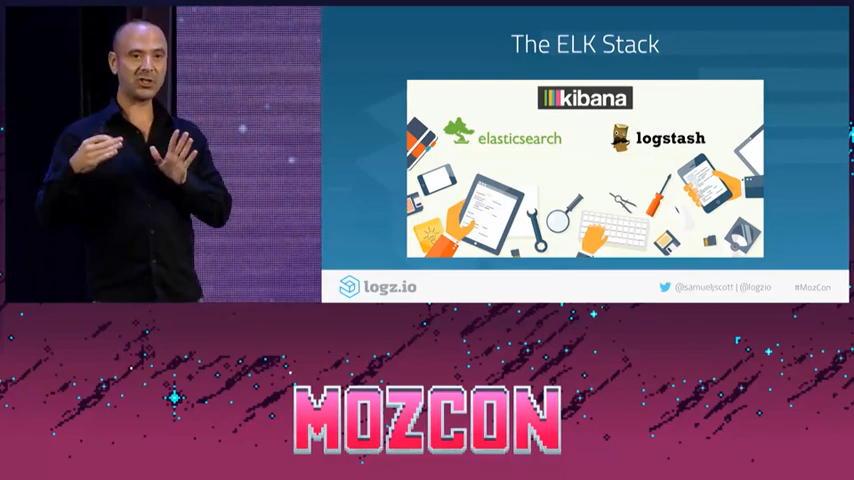 The ELK Stack
kibana
elasticsearch
logstash
logz.io
@samueljscott | @logzio
#MozCon
MOZCON